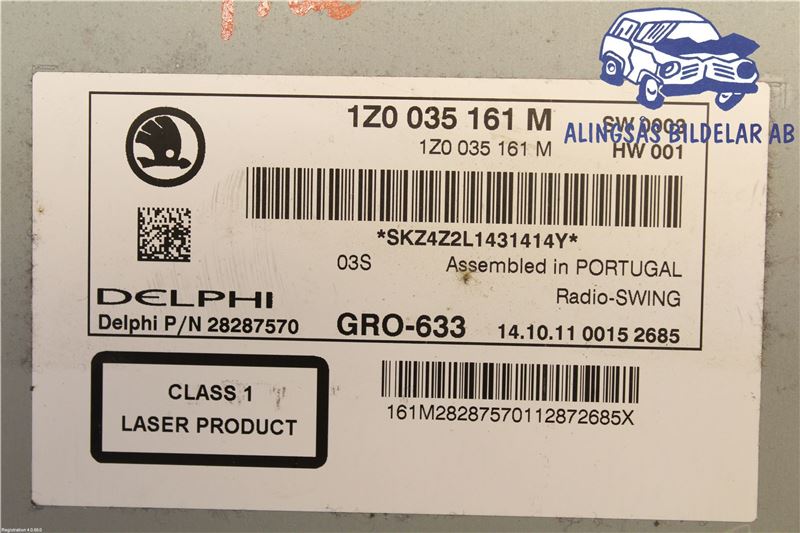 1Z0 035 161 M SW 0003
1Z0 035 161 M HW 001
ALINGSÅS BILDELAR AB
*SKZ4Z2L1431414Y*
03S Assembled in PORTUGAL
Radio-SWING
DELPHI
Delphi P/N 28287570 GRO-633 14.10.11 0015 2685
CLASS 1
LASER PRODUCT
161M28287570112872685X